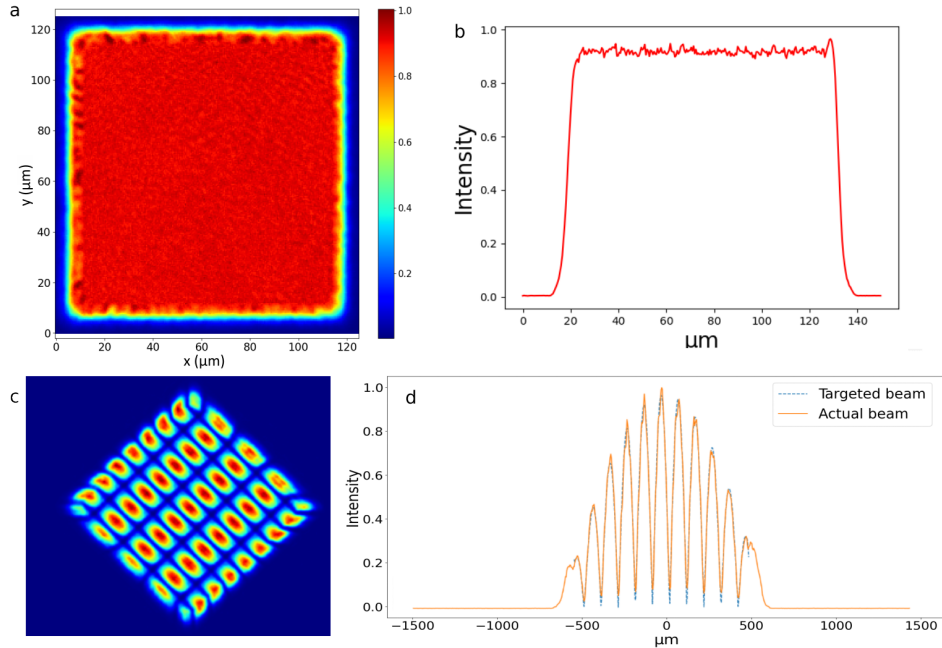 a
120
100
80
60
40
20
0
y (μm)
0 20 40 60 80 100 120
x (μm)
1.0
0.8
0.6
0.4
0.2
b
1.0
0.8
0.6
0.4
0.2
0.0
Intensity
0 20 40 60 80 100 120 140
μm
c
d
1.0
0.8
0.6
0.4
0.2
0.0
Intensity
Targeted beam
Actual beam
−1500 −1000 −500 0 500 1000 1500
μm